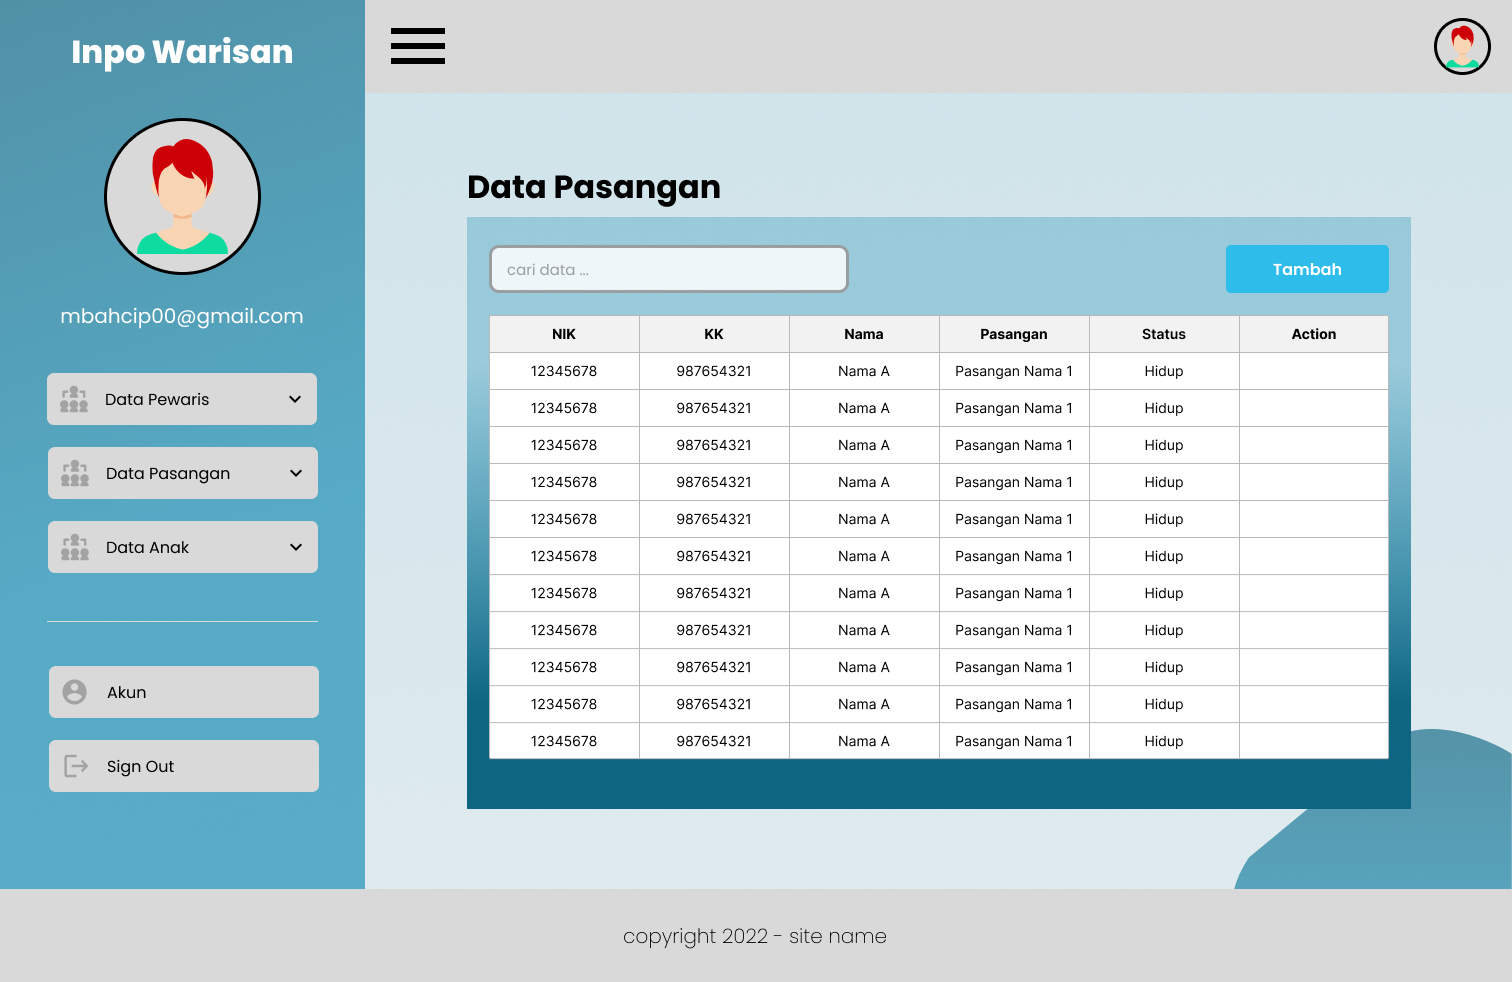 Inpo Warisan
mbahcip00@gmail.com
Data Pewaris
Data Pasangan
Data Anak
Akun
Sign Out
Data Pasangan
cari data ...
Tambah
NIK KK Nama Pasangan Status Action
12345678 987654321 Nama A Pasangan Nama 1 Hidup
12345678 987654321 Nama A Pasangan Nama 1 Hidup
12345678 987654321 Nama A Pasangan Nama 1 Hidup
12345678 987654321 Nama A Pasangan Nama 1 Hidup
12345678 987654321 Nama A Pasangan Nama 1 Hidup
12345678 987654321 Nama A Pasangan Nama 1 Hidup
12345678 987654321 Nama A Pasangan Nama 1 Hidup
12345678 987654321 Nama A Pasangan Nama 1 Hidup
12345678 987654321 Nama A Pasangan Nama 1 Hidup
12345678 987654321 Nama A Pasangan Nama 1 Hidup
12345678 987654321 Nama A Pasangan Nama 1 Hidup
copyright 2022 - site name